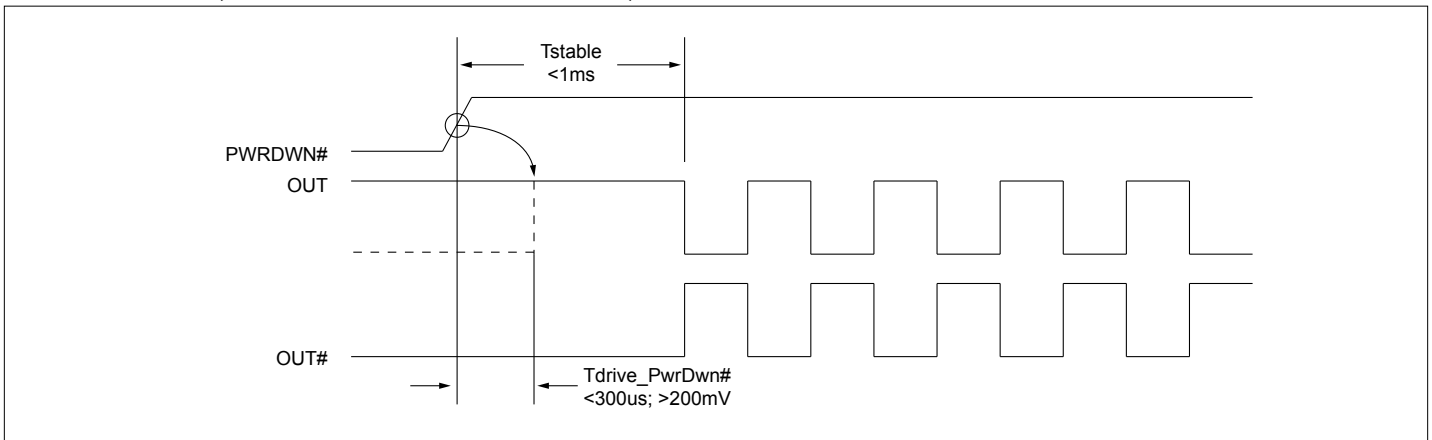 Tstable
<1ms
PWRDWN#
OUT
OUT#
Tdrive_PwrDwn#
<300us; >200mV